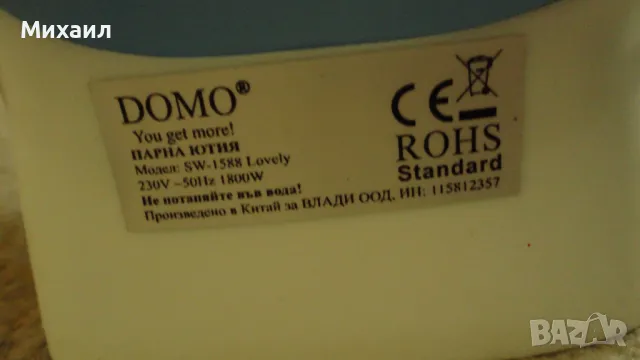 Михаил
DOMO®
You get more!
ПАРНА ЮТИЯ
Модел: SW-1588 Lovely
230V ~50Hz 1800W
Не потапяйте във вода!
Произведено в Китай за ВЛАДИ ООД, ИН: 115812357
CE
ROHS
Standard
BAZAR